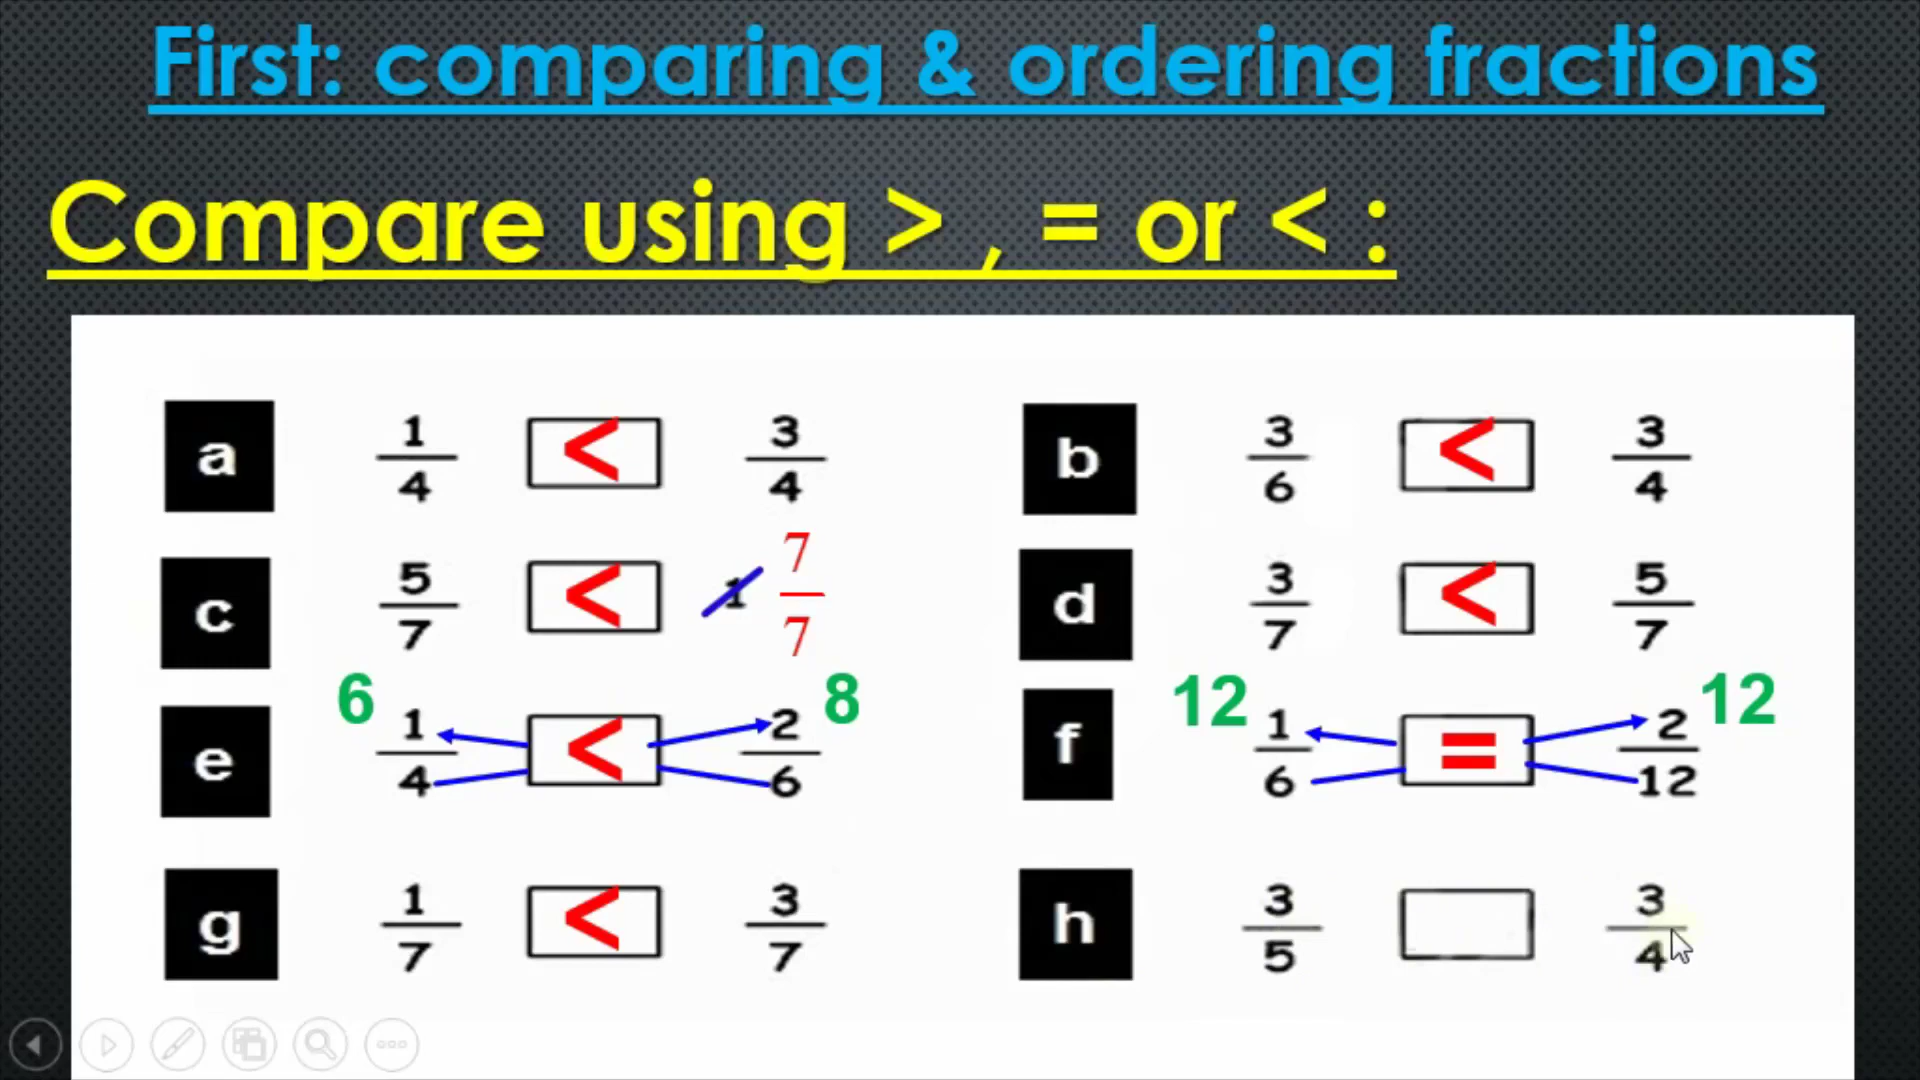 First: comparing & ordering fractions
Compare using > , = or < :
a 1/4 < 3/4
b 3/6 < 3/4
c 5/7 < 1 7/7
d 3/7 < 5/7
e 6 1/4 < 2/6 8
f 12 1/6 = 2/12 12
g 1/7 < 3/7
h 3/5 3/4